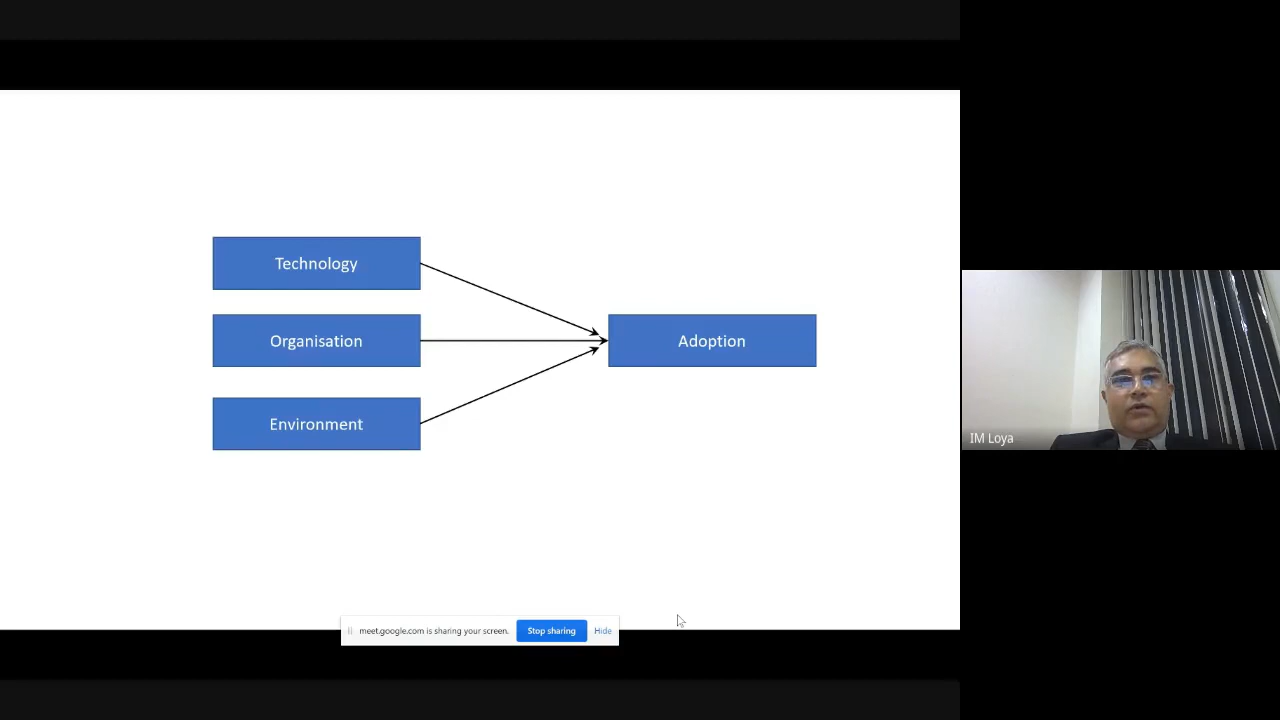 Technology
Organisation
Adoption
Environment
IM Loya
meet.google.com is sharing your screen.
Stop sharing
Hide